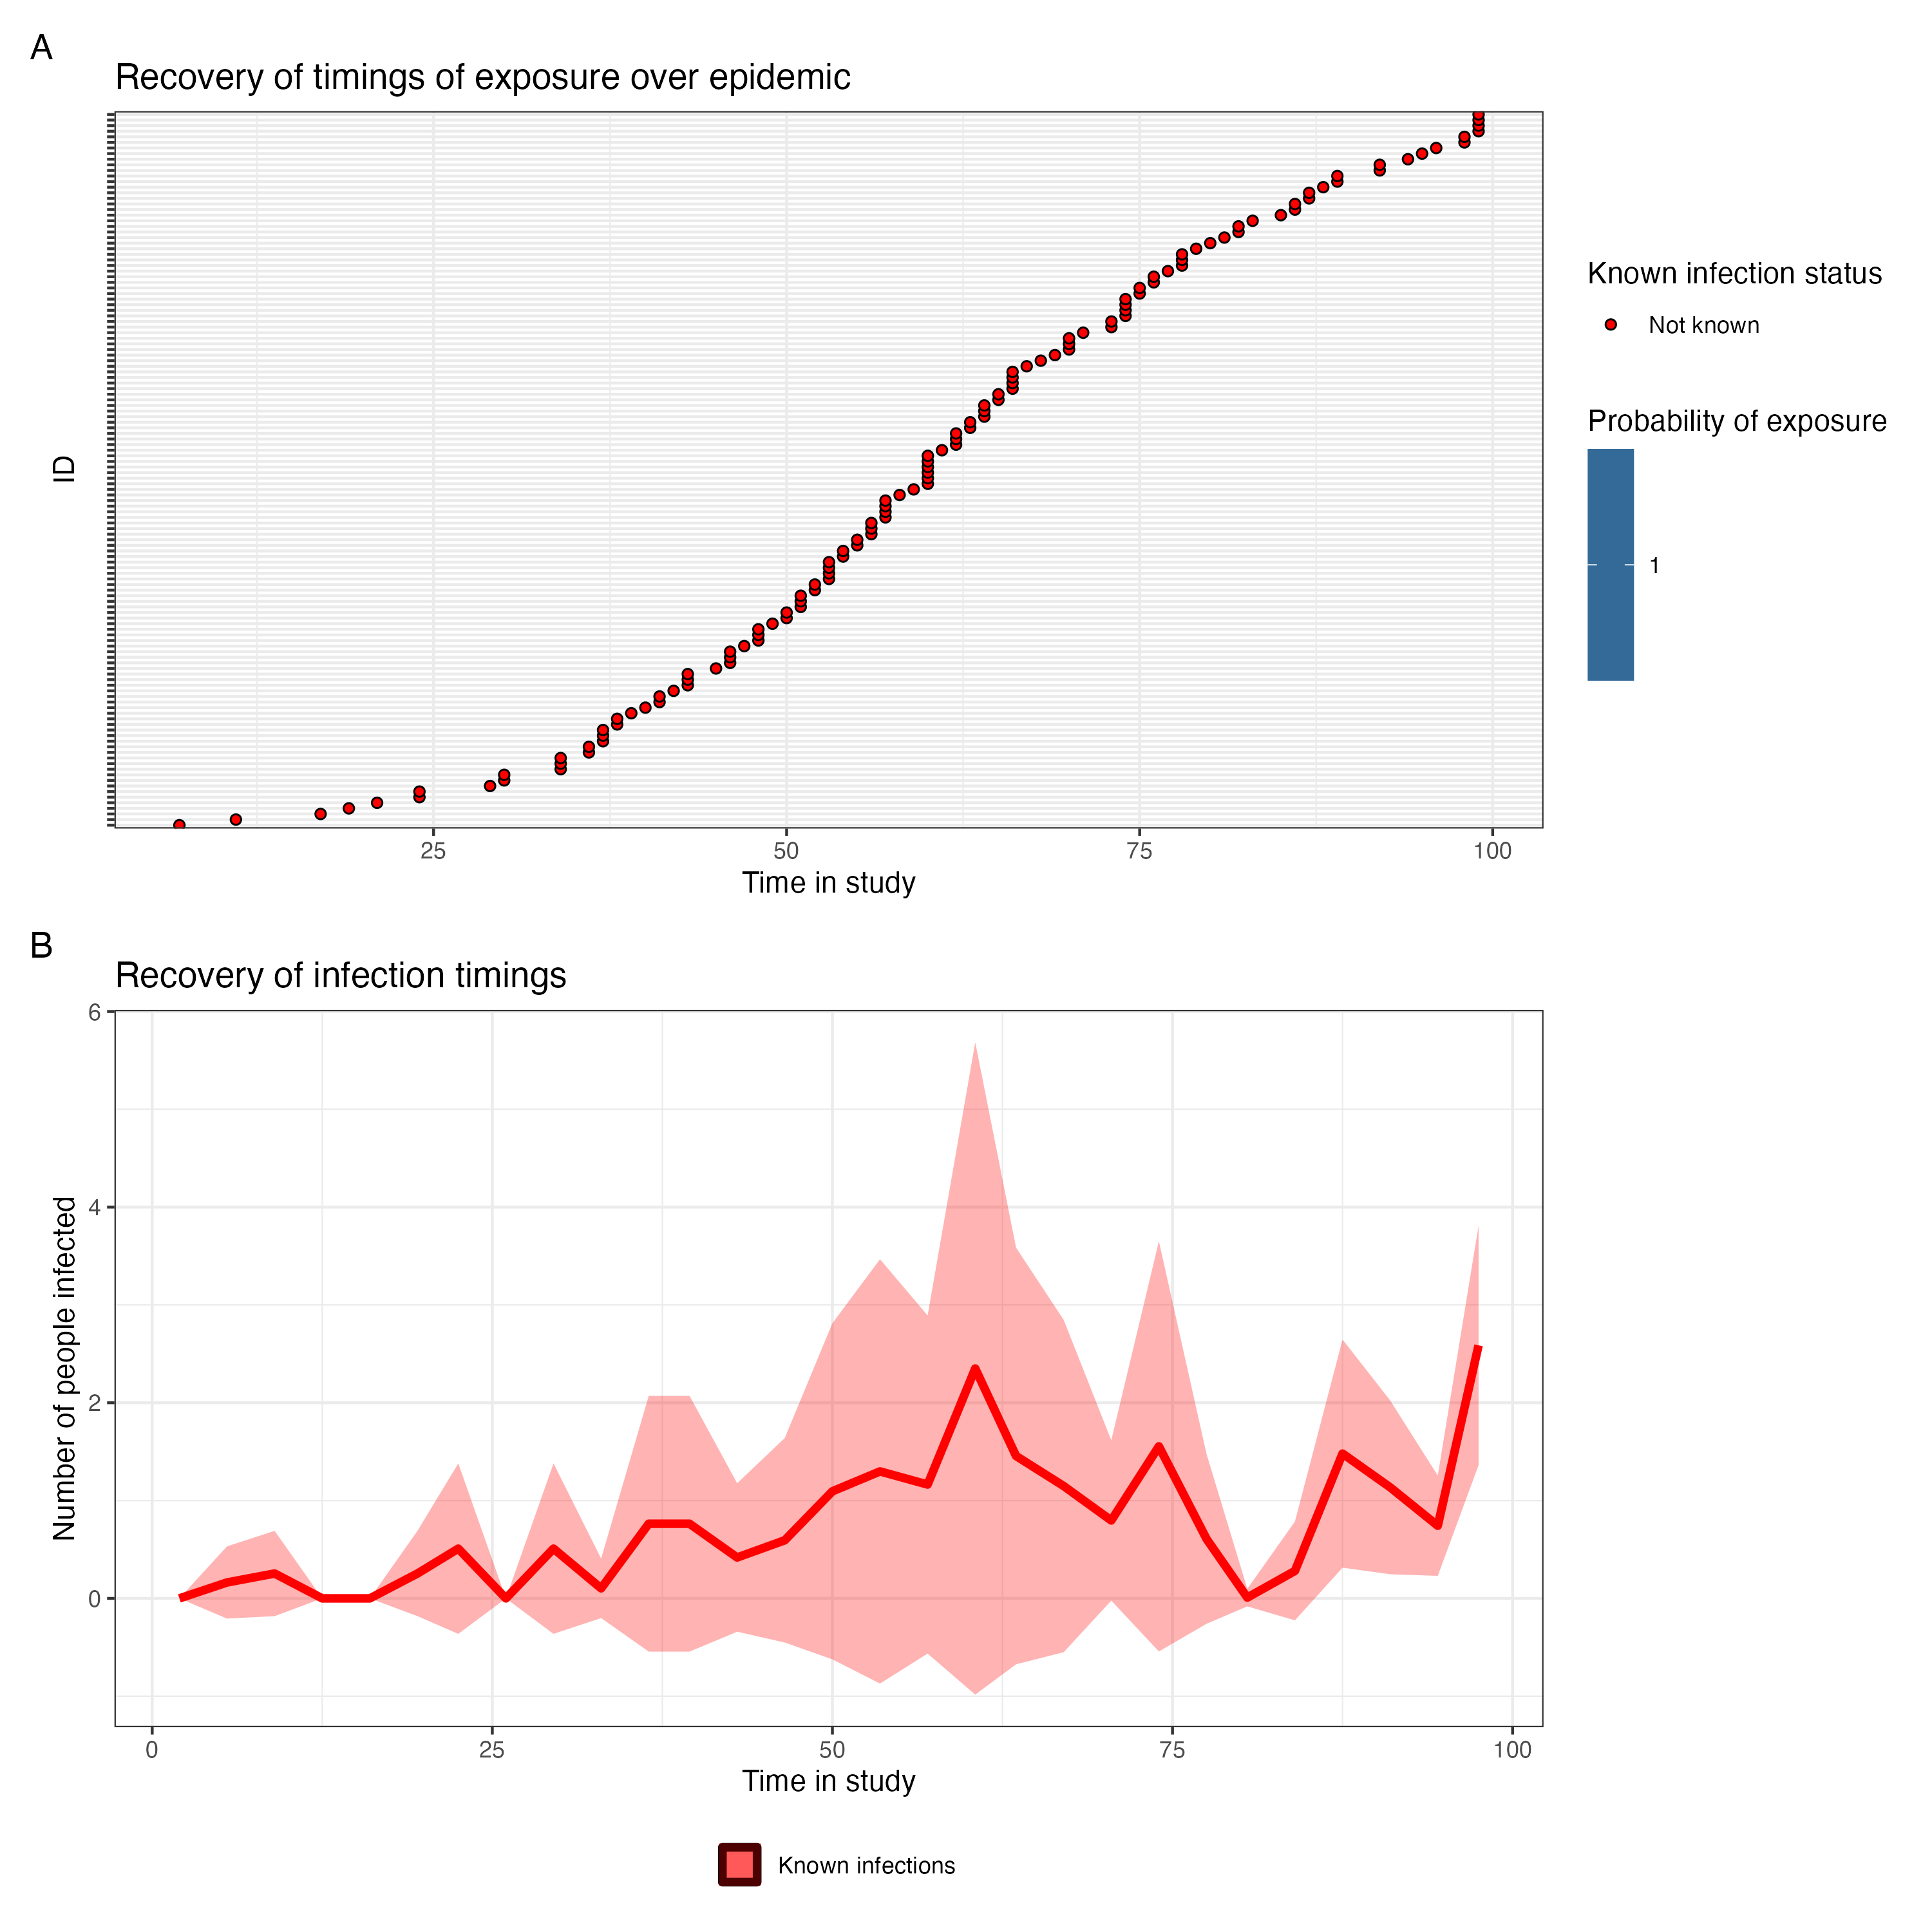 A
Recovery of timings of exposure over epidemic
ID
25 50 75 100
Time in study
Known infection status
Not known
Probability of exposure
1
B
Recovery of infection timings
Number of people infected
6
4
2
0
0 25 50 75 100
Time in study
Known infections